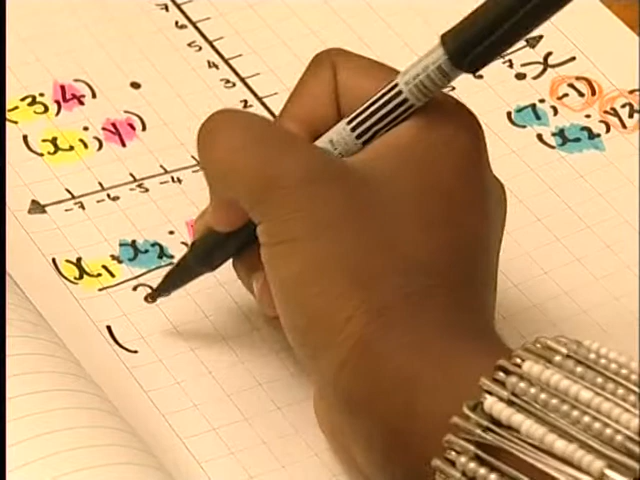 7
6
5
4
3
2
x
(-3; 4)
(x₁; y₁)
(7; -1)
(x₂; y₂
-7 -6 -5 -4
(x₁ + x₂ ;
2
(